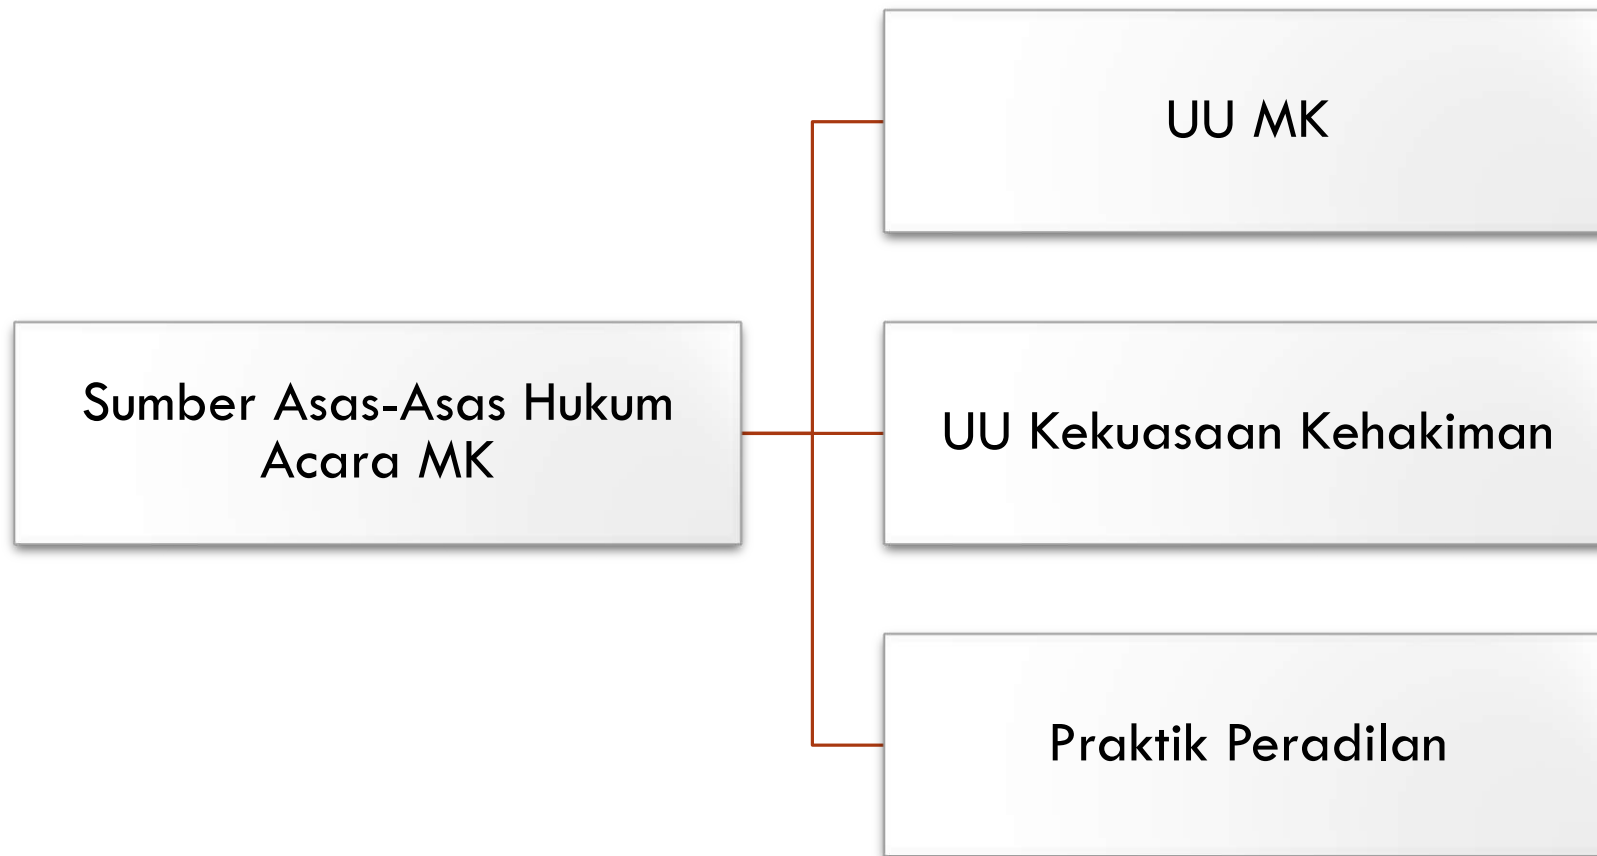 UU MK
Sumber Asas-Asas Hukum
Acara MK
UU Kekuasaan Kehakiman
Praktik Peradilan